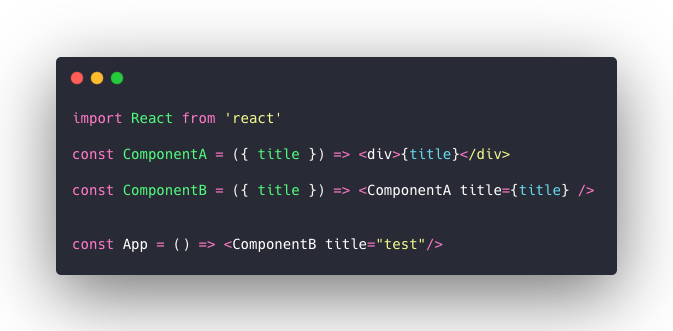 import React from 'react'
const ComponentA = ({ title }) => <div>{title}</div>
const ComponentB = ({ title }) => <ComponentA title={title} />
const App = () => <ComponentB title="test"/>